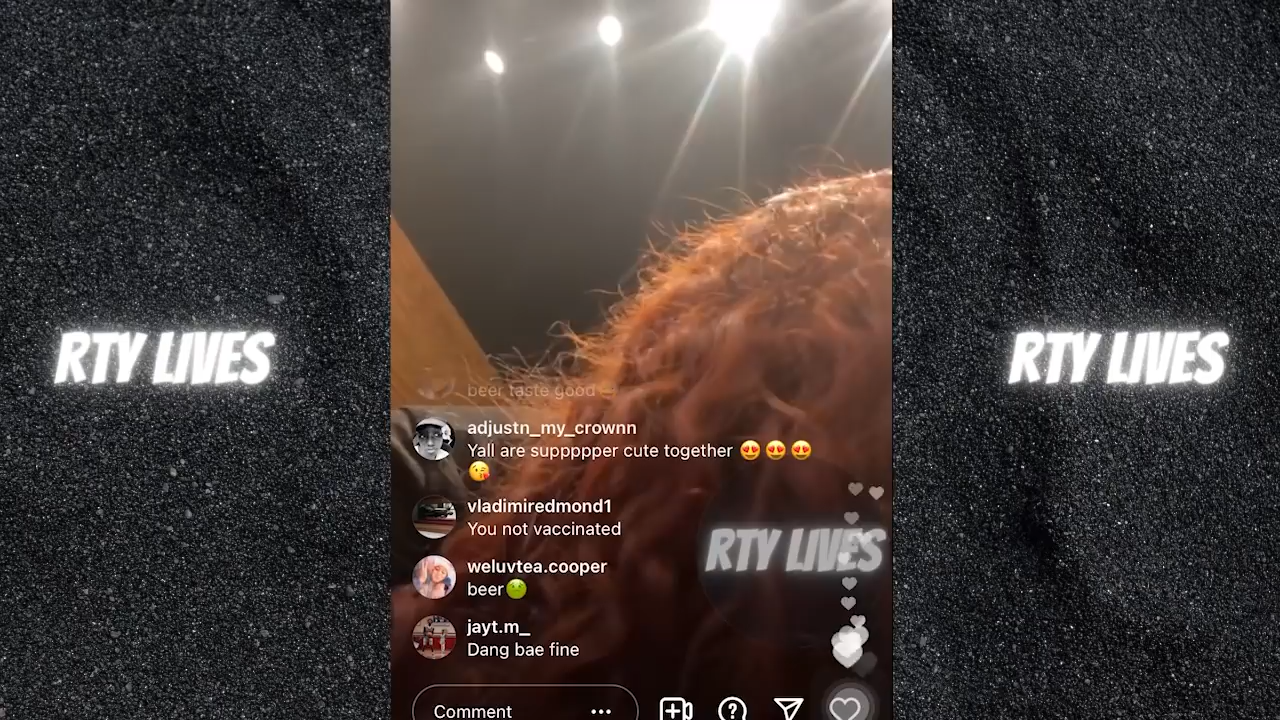 RTY LIVES
RTY LIVES
beer taste good
adjustn_my_crownn
Yall are supppppper cute together 😍😍😍
😘
vladimiredmond1
You not vaccinated
RTY LIVES
weluvtea.cooper
beer🤢
jayt.m_
Dang bae fine
Comment